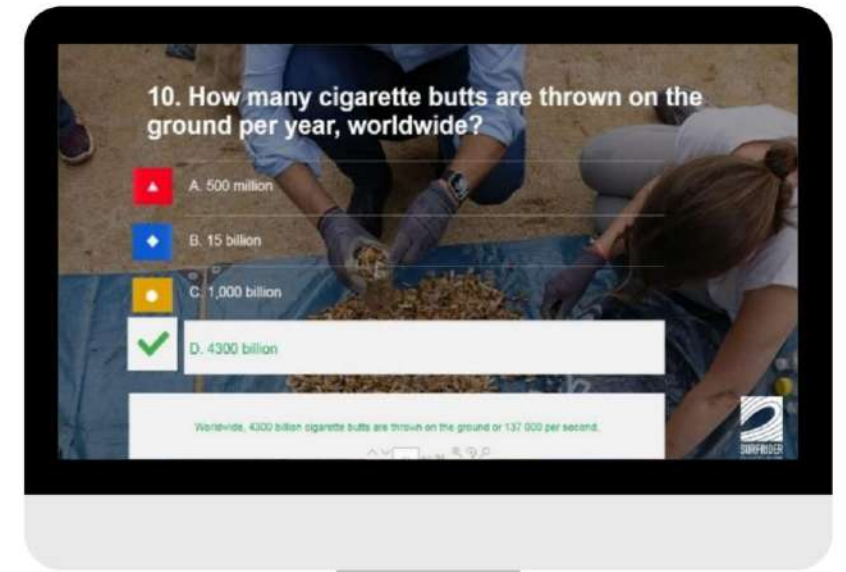 10. How many cigarette butts are thrown on the
ground per year, worldwide?
A. 500 million
B. 15 billion
C. 1,000 billion
D. 4300 billion
Worldwide, 4300 billion cigarette butts are thrown on the ground or 137 000 per second.
SURFRIDER